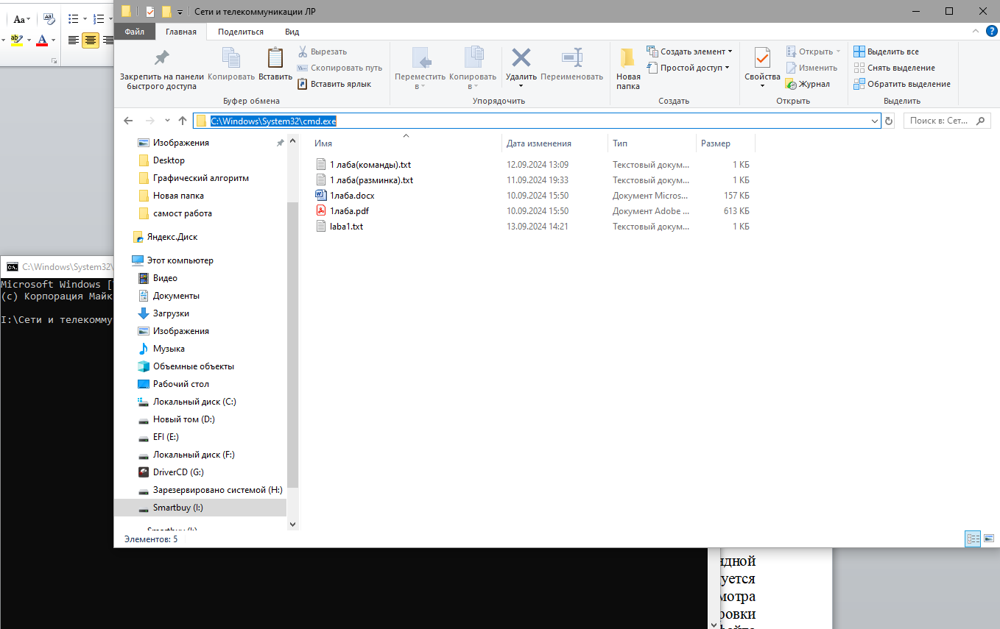 Сети и телекоммуникации ЛР
Файл Главная Поделиться Вид
Aa
Закрепить на панели быстрого доступа
Копировать
Вставить
Вырезать
Скопировать путь
Вставить ярлык
Переместить в
Копировать в
Удалить
Переименовать
Новая папка
Создать элемент
Простой доступ
Свойства
Открыть
Изменить
Журнал
Выделить все
Снять выделение
Обратить выделение
Буфер обмена Упорядочить Создать Открыть Выделить
C:\Windows\System32\cmd.exe
Поиск в: Сет...
Изображения
Desktop
Графический алгоритм
Новая папка
самост работа
Яндекс.Диск
Этот компьютер
Видео
Документы
Загрузки
Изображения
Музыка
Объемные объекты
Рабочий стол
Локальный диск (C:)
Новый том (D:)
EFI (E:)
Локальный диск (F:)
DriverCD (G:)
Зарезервировано системой (H:)
Smartbuy (I:)
Smartbuy (I:)
Имя Дата изменения Тип Размер
1 лаба(команды).txt 12.09.2024 13:09 Текстовый докум... 1 КБ
1 лаба(разминка).txt 11.09.2024 19:33 Текстовый докум... 1 КБ
1лаба.docx 10.09.2024 15:50 Документ Micros... 157 КБ
1лаба.pdf 10.09.2024 15:50 Документ Adobe ... 613 КБ
laba1.txt 13.09.2024 14:21 Текстовый докум... 1 КБ
Элементов: 5
C:\Windows\System32\
Microsoft Windows [
(c) Корпорация Майк
I:\Сети и телекомму
дной
уется
мотра
ровки